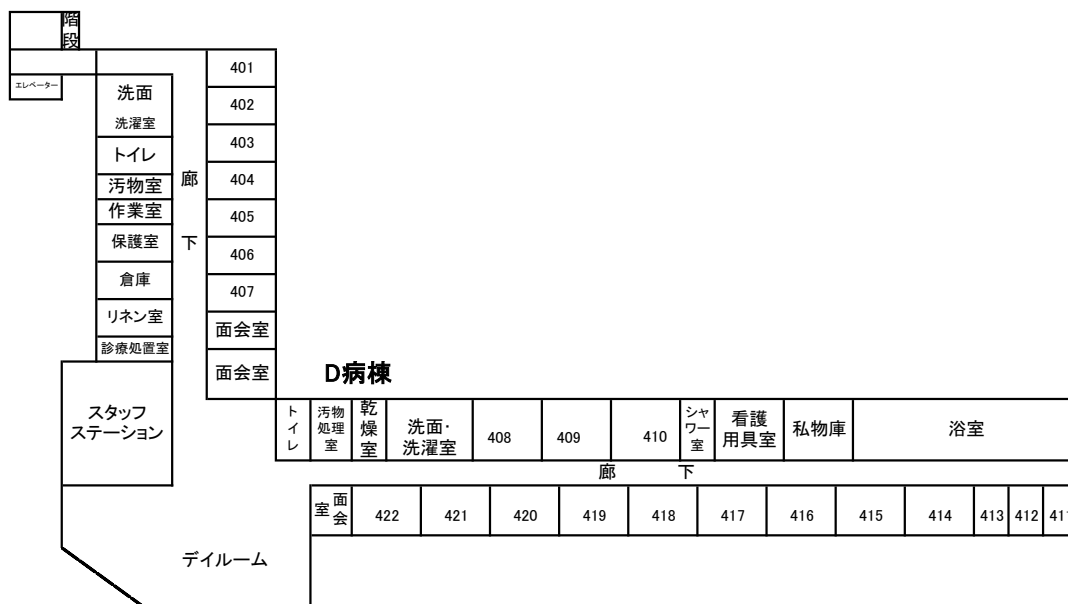 階
段
エレベーター
洗面
洗濯室
トイレ
汚物室
作業室
保護室
倉庫
リネン室
診療処置室
スタッフ
ステーション
廊
下
401
402
403
404
405
406
407
面会室
面会室
D病棟
トイレ
汚物
処理
室
乾
燥
室
洗面・
洗濯室
408
409
410
シャ
ワー
室
看護
用具室
私物庫
浴室
廊　下
面会
室
422
421
420
419
418
417
416
415
414
413
412
411
デイルーム